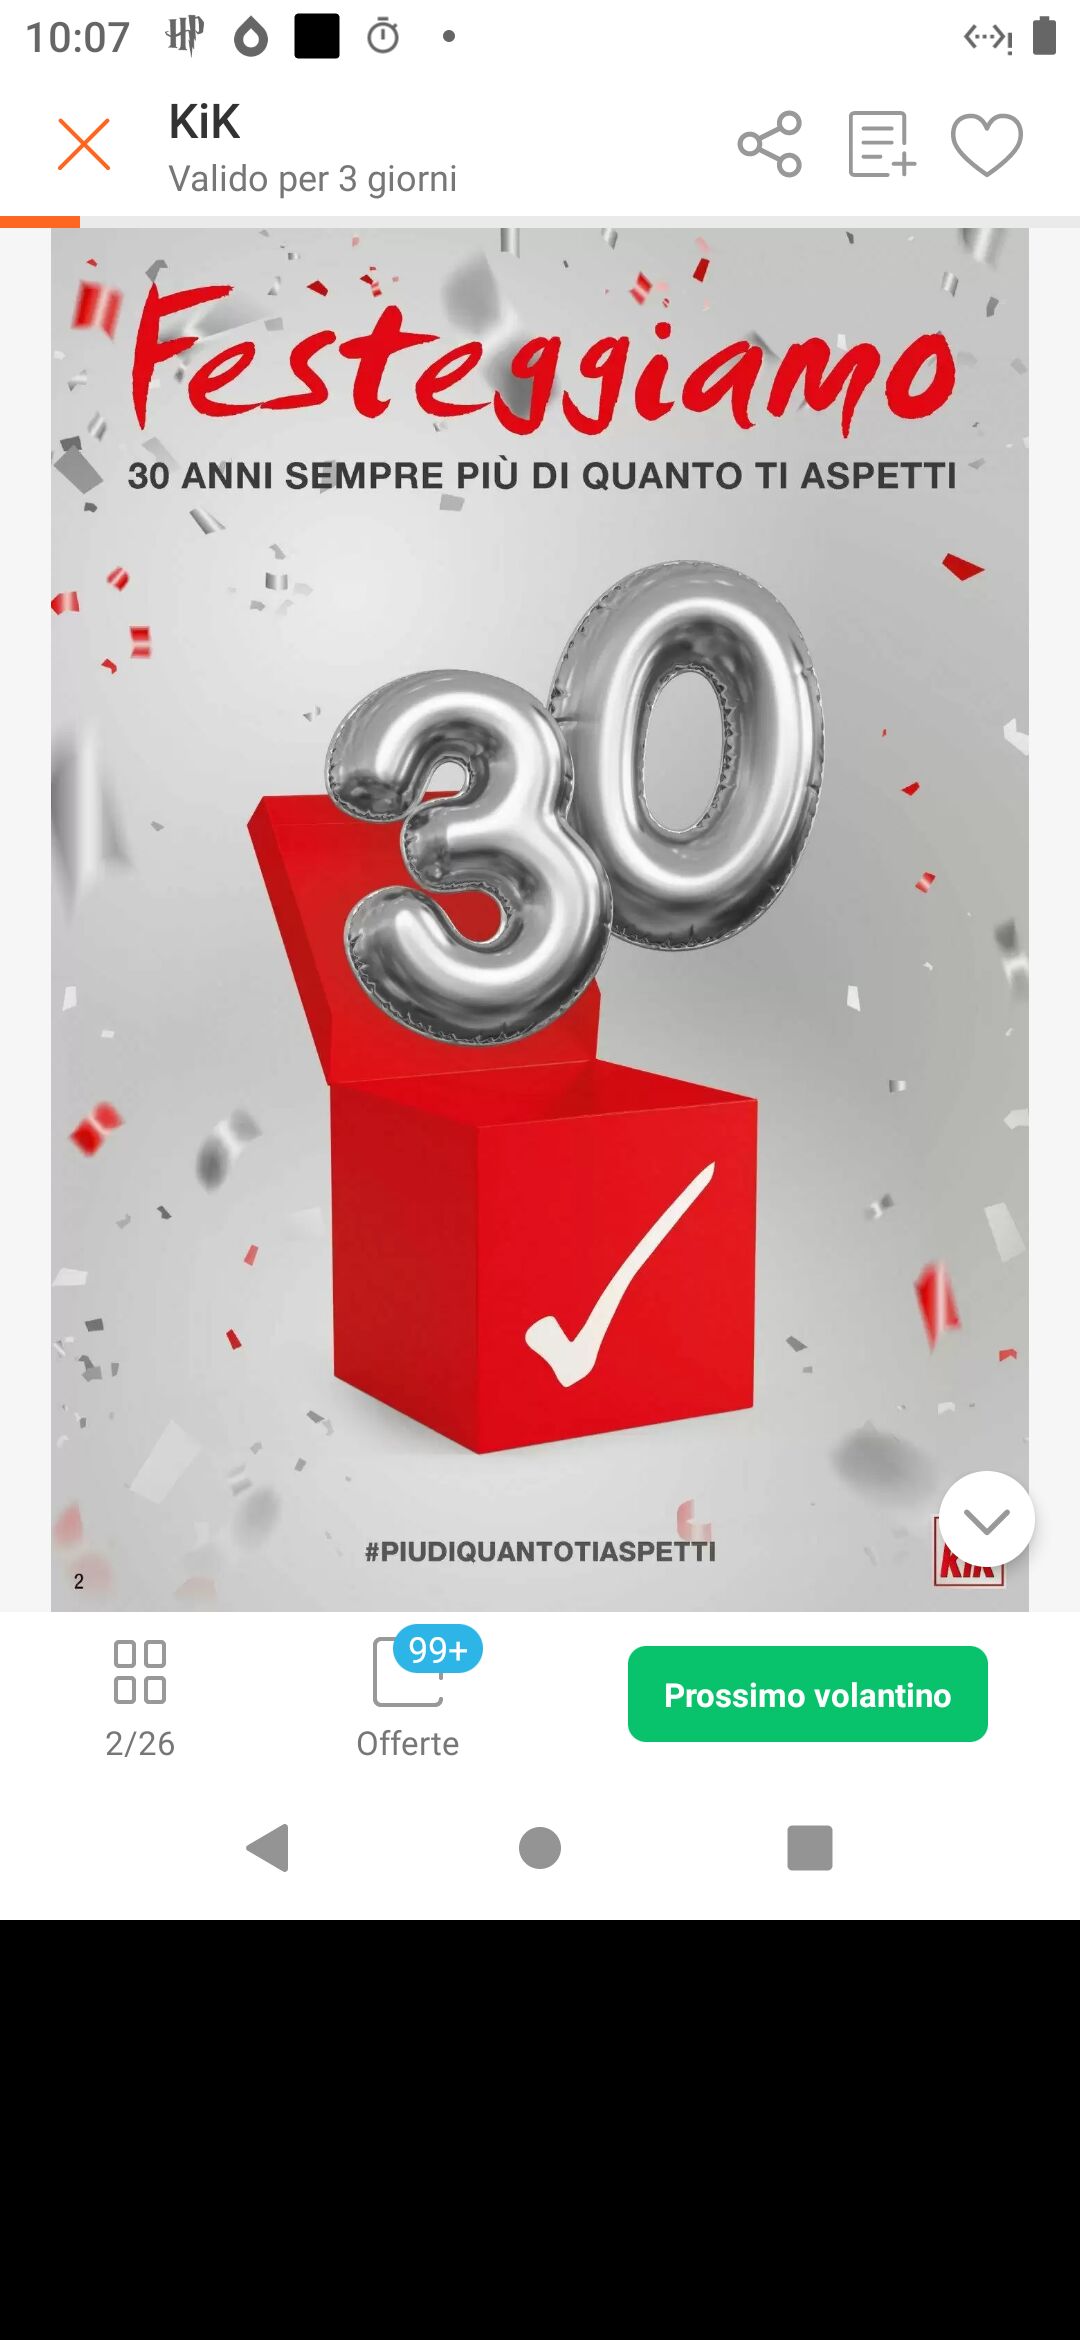 10:07
KiK
Valido per 3 giorni
Festeggiamo
30 ANNI SEMPRE PIÙ DI QUANTO TI ASPETTI
30
#PIUDIQUANTOTIASPETTI
2
KiK
99+
2/26
Offerte
Prossimo volantino